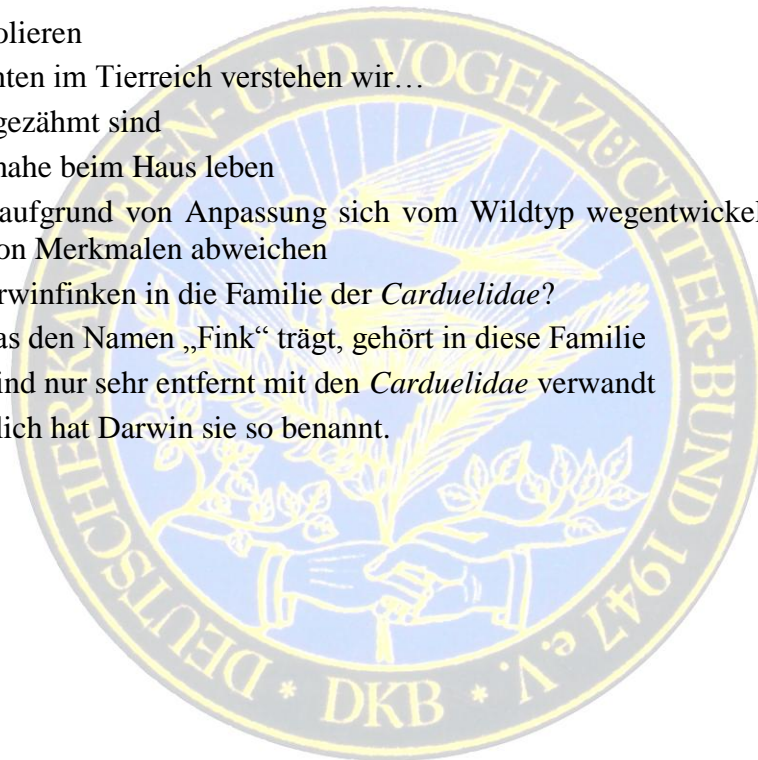 olieren
nten im Tierreich verstehen wir…
gezähmt sind
nahe beim Haus leben
aufgrund von Anpassung sich vom Wildtyp wegentwickel
on Merkmalen abweichen
rwinfinken in die Familie der Carduelidae?
as den Namen „Fink“ trägt, gehört in diese Familie
ind nur sehr entfernt mit den Carduelidae verwandt
lich hat Darwin sie so benannt.
DEUTSCHER KANARIEN- UND VOGELZÜCHTER-BUND 1947 e.V.
* DKB *